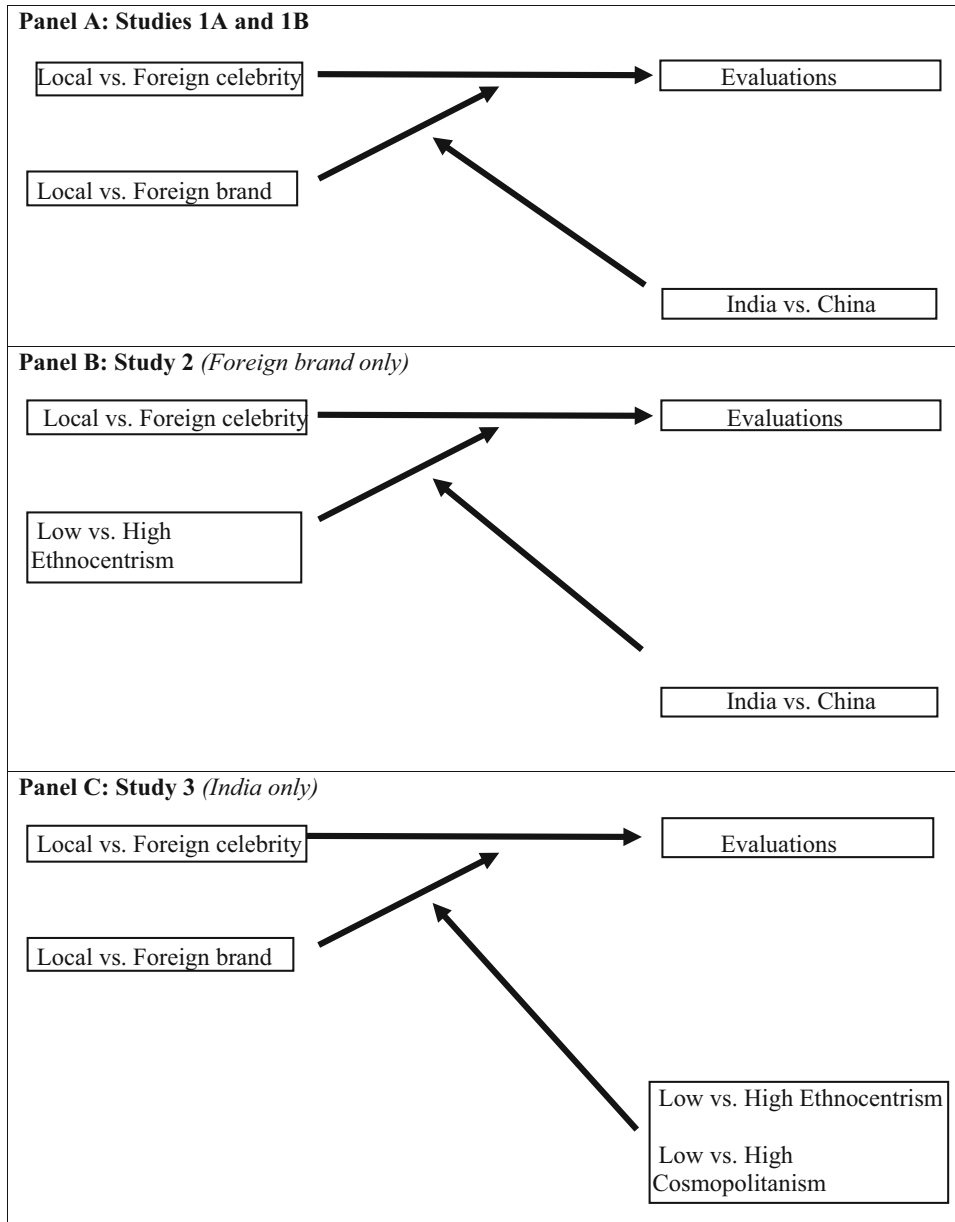 Panel A: Studies 1A and 1B
Local vs. Foreign celebrity
Evaluations
Local vs. Foreign brand
India vs. China
Panel B: Study 2 (Foreign brand only)
Local vs. Foreign celebrity
Evaluations
Low vs. High
Ethnocentrism
India vs. China
Panel C: Study 3 (India only)
Local vs. Foreign celebrity
Evaluations
Local vs. Foreign brand
Low vs. High Ethnocentrism
Low vs. High
Cosmopolitanism